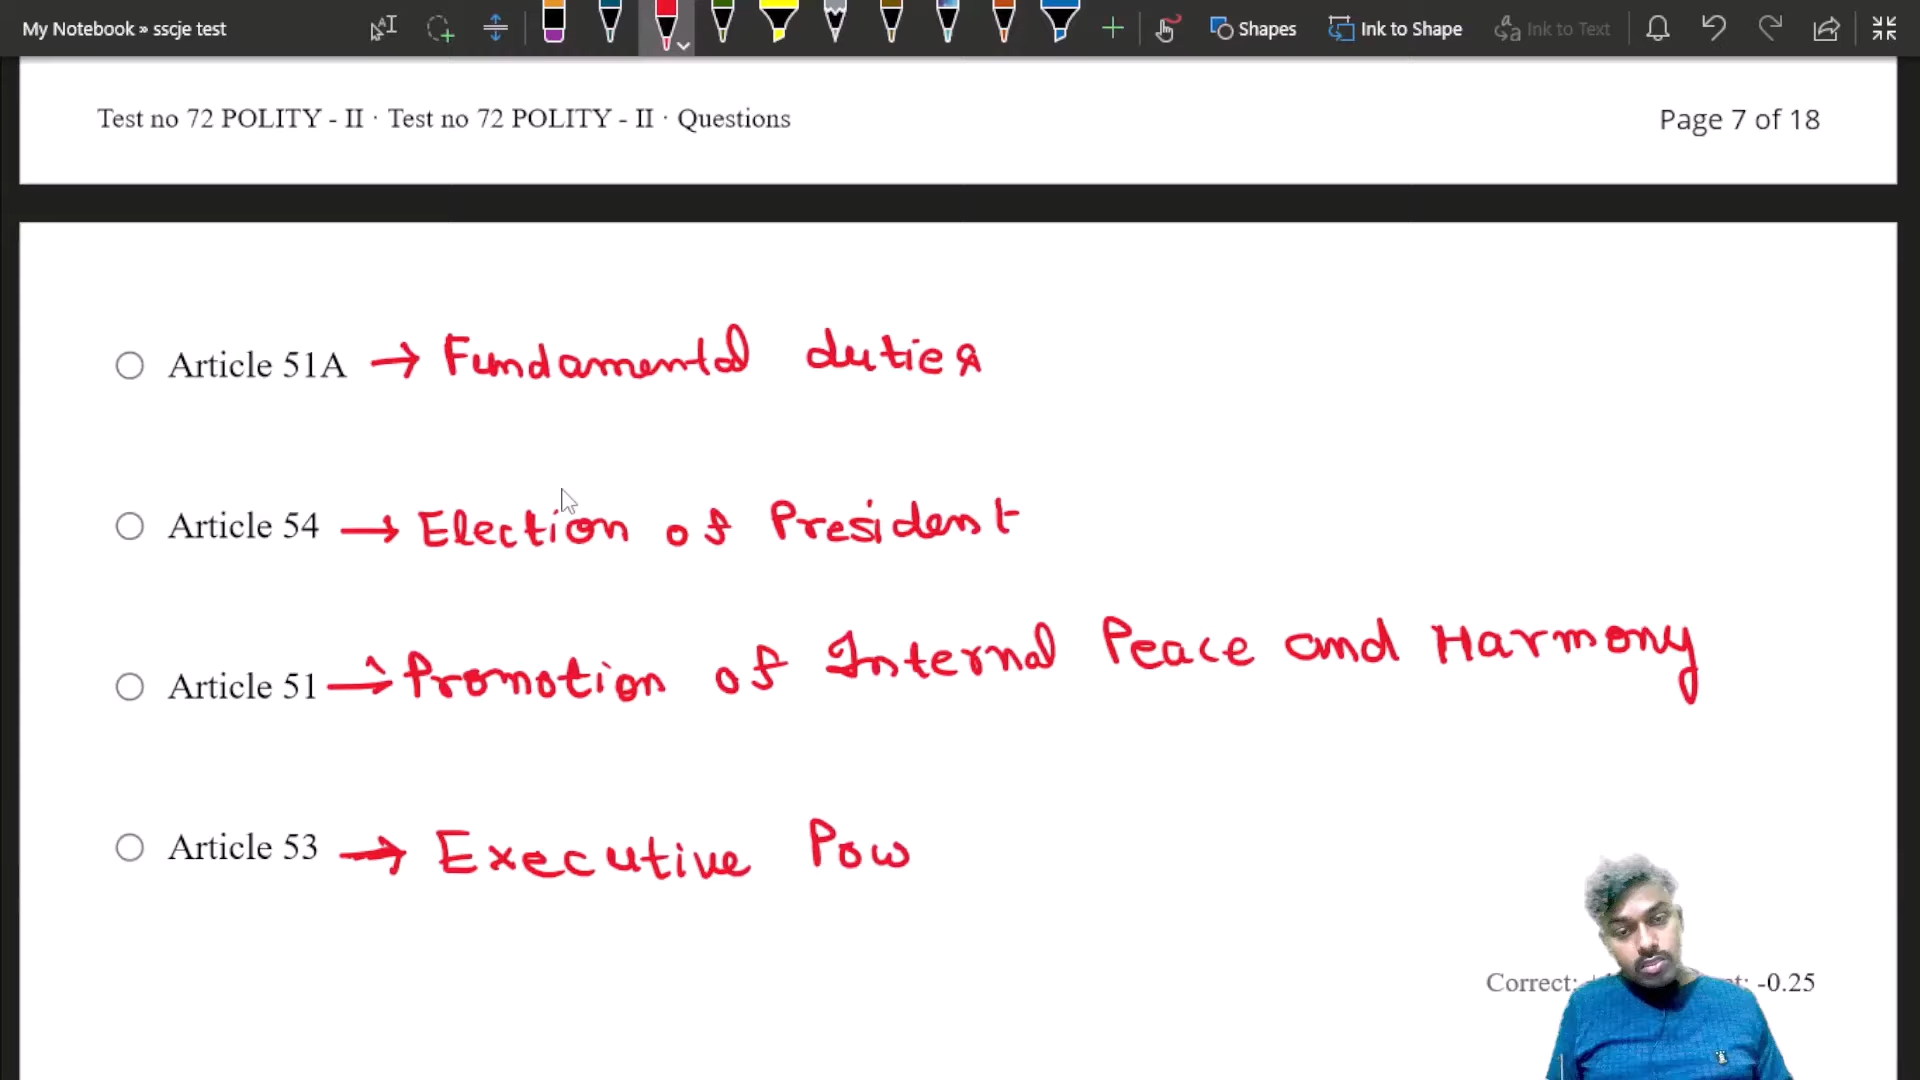 My Notebook » sscje test
Shapes
Ink to Shape
Ink to Text
Test no 72 POLITY - II · Test no 72 POLITY - II · Questions
Page 7 of 18
Article 51A → Fundamental duties
Article 54 → Election of President
Article 51 → Promotion of Internal Peace and Harmony
Article 53 → Executive Pow
Correct: -0.25